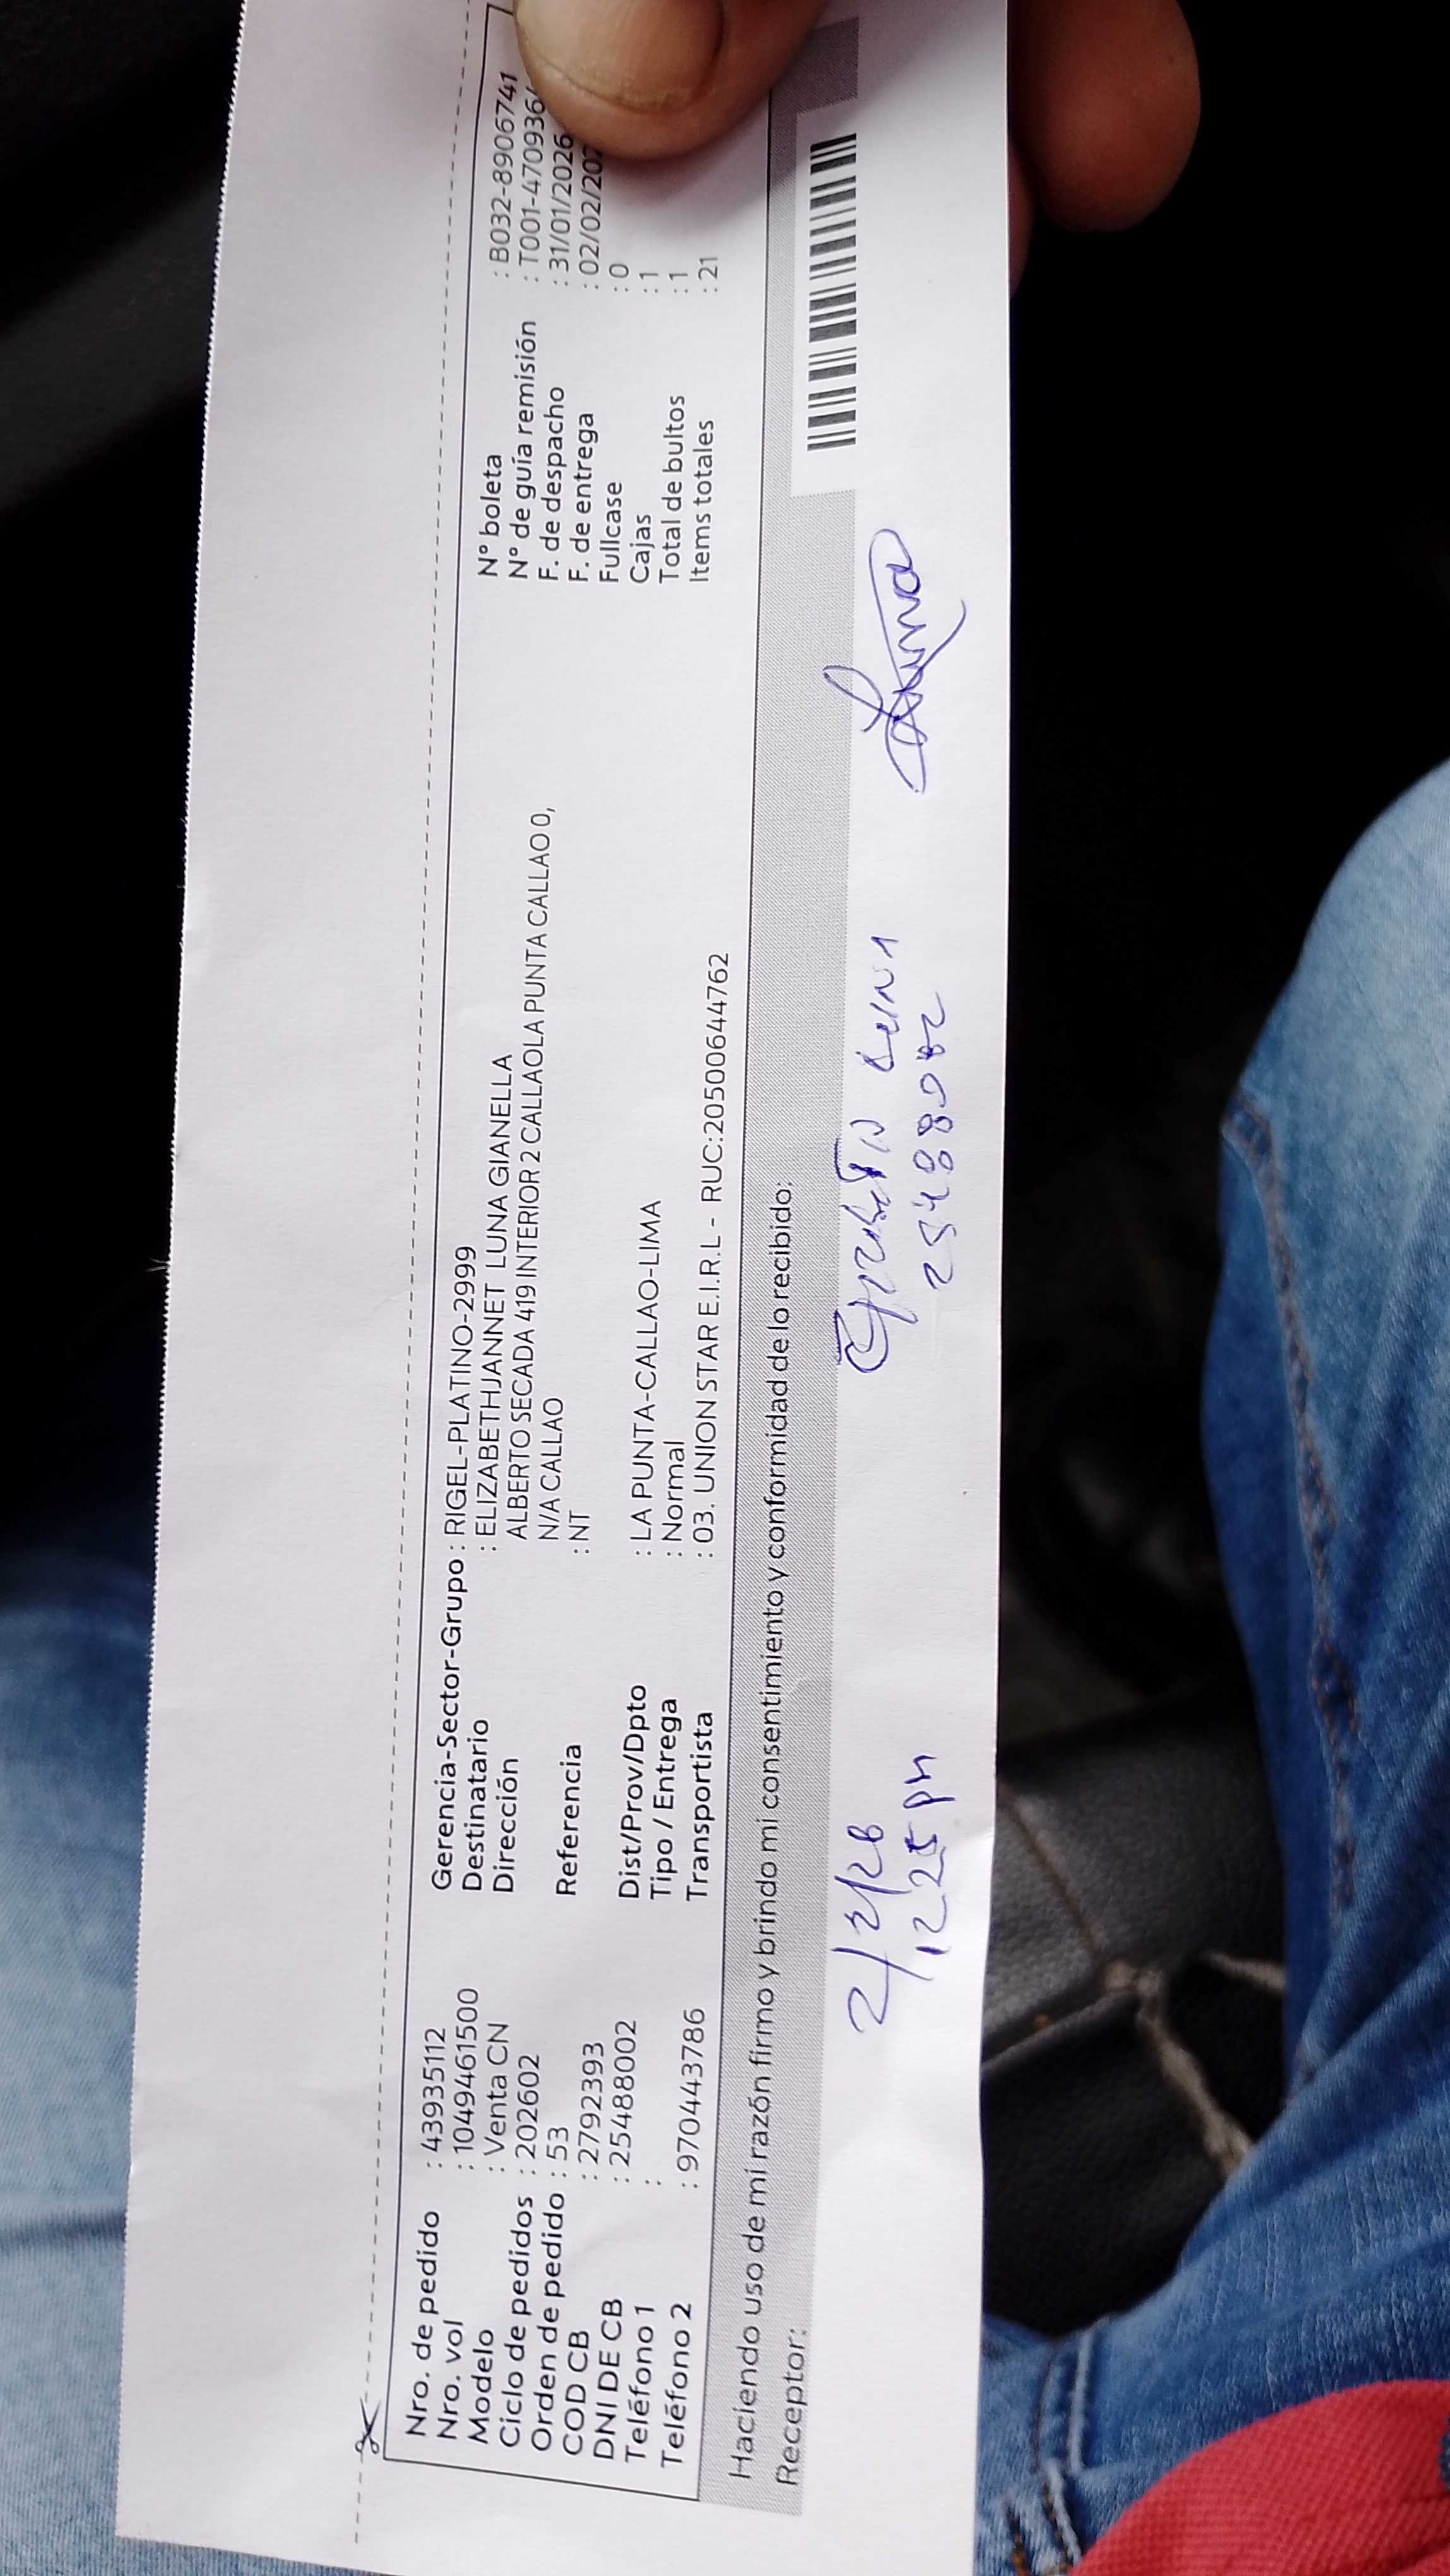 Nro. de pedido : 43935112
Nro. vol : 1049461500
Modelo : Venta CN
Ciclo de pedidos : 202602
Orden de pedido : 53
COD CB : 2792393
DNI DE CB : 25488002
Teléfono 1 :
Teléfono 2 : 970443786
Gerencia-Sector-Grupo : RIGEL-PLATINO-2999
Destinatario : ELIZABETHJANNET LUNA GIANELLA
Dirección ALBERTO SECADA 419 INTERIOR 2 CALLAOLA PUNTA CALLAO 0,
N/A CALLAO
Referencia : NT
Dist/Prov/Dpto : LA PUNTA-CALLAO-LIMA
Tipo / Entrega : Normal
Transportista : 03. UNION STAR E.I.R.L - RUC:20500644762
N° boleta : B032-8906741
N° de guía remisión : T001-470936
F. de despacho : 31/01/2026
F. de entrega : 02/02/202
Fullcase : 0
Cajas : 1
Total de bultos : 1
Items totales : 21
Haciendo uso de mi razón firmo y brindo mi consentimiento y conformidad de lo recibido:
Receptor:
2/2/26
12 25 pm
Luna
25488002